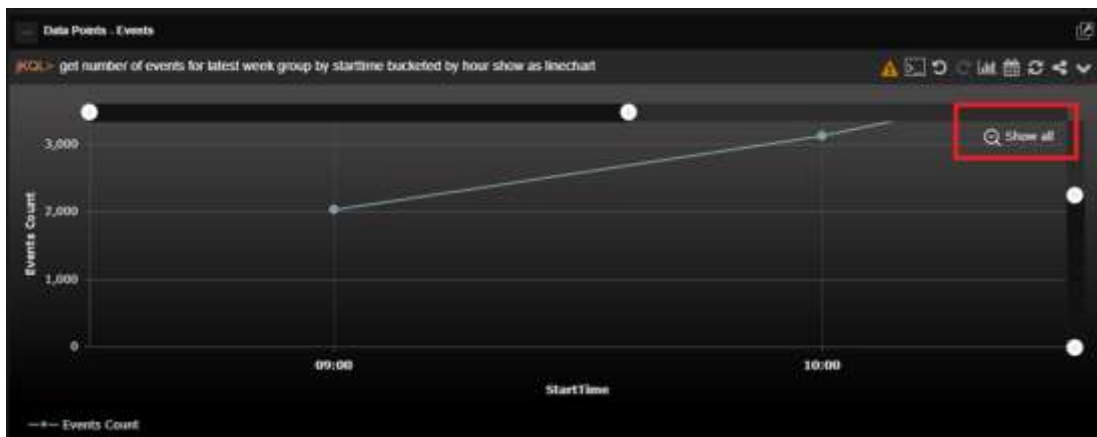 Data Points - Events
jKQL> get number of events for latest week group by starttime bucketed by hour show as linechart
Show all
3,000
2,000
1,000
0
Events Count
09:00
10:00
StartTime
Events Count